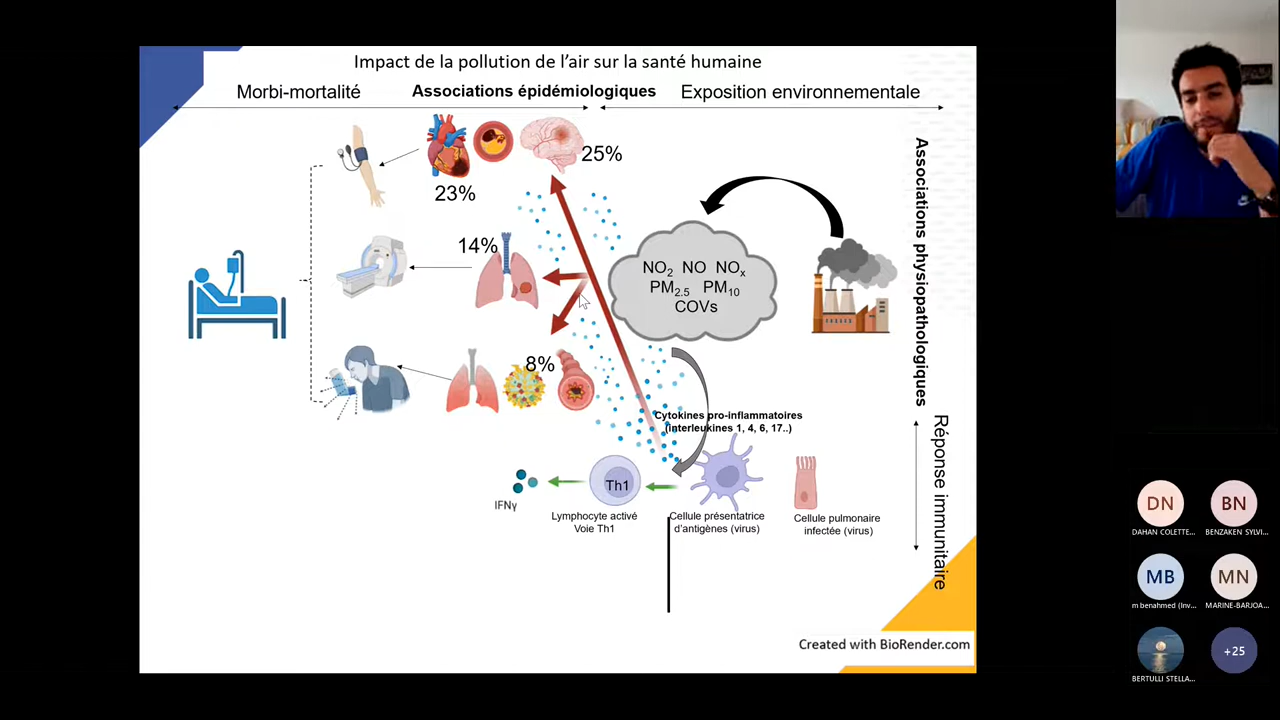 Impact de la pollution de l'air sur la santé humaine
Morbi-mortalité
Associations épidémiologiques
Exposition environnementale
25%
23%
14%
8%
NO2 NO NOx
PM2.5 PM10
COVs
Associations physiopathologiques
Réponse immunitaire
Cytokines pro-inflammatoires
(interleukines 1, 4, 6, 17..)
IFNγ
Th1
Lymphocyte activé
Voie Th1
Cellule présentatrice
d'antigènes (virus)
Cellule pulmonaire
infectée (virus)
Created with BioRender.com
DN
DAHAN COLETTE...
BN
BENZAKEN SYLVI...
MB
m benahmed (Inv...
MN
MARINE-BARJOA...
BERTULLI STELLA...
+25